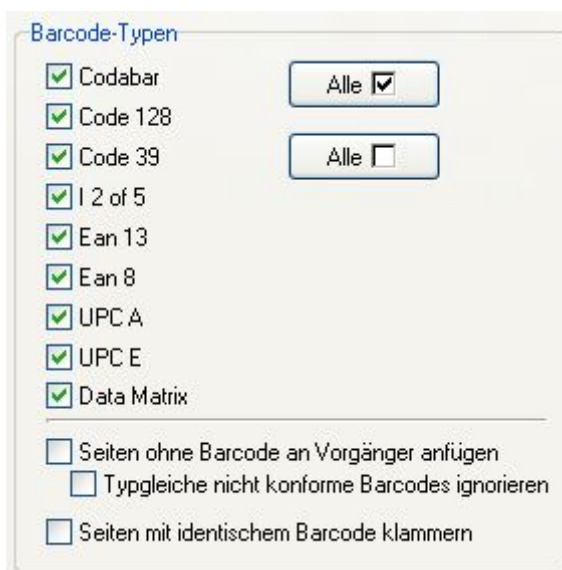 Barcode-Typen
Codabar
Alle
Code 128
Code 39
Alle
I 2 of 5
Ean 13
Ean 8
UPC A
UPC E
Data Matrix
Seiten ohne Barcode an Vorgänger anfügen
Typgleiche nicht konforme Barcodes ignorieren
Seiten mit identischem Barcode klammern